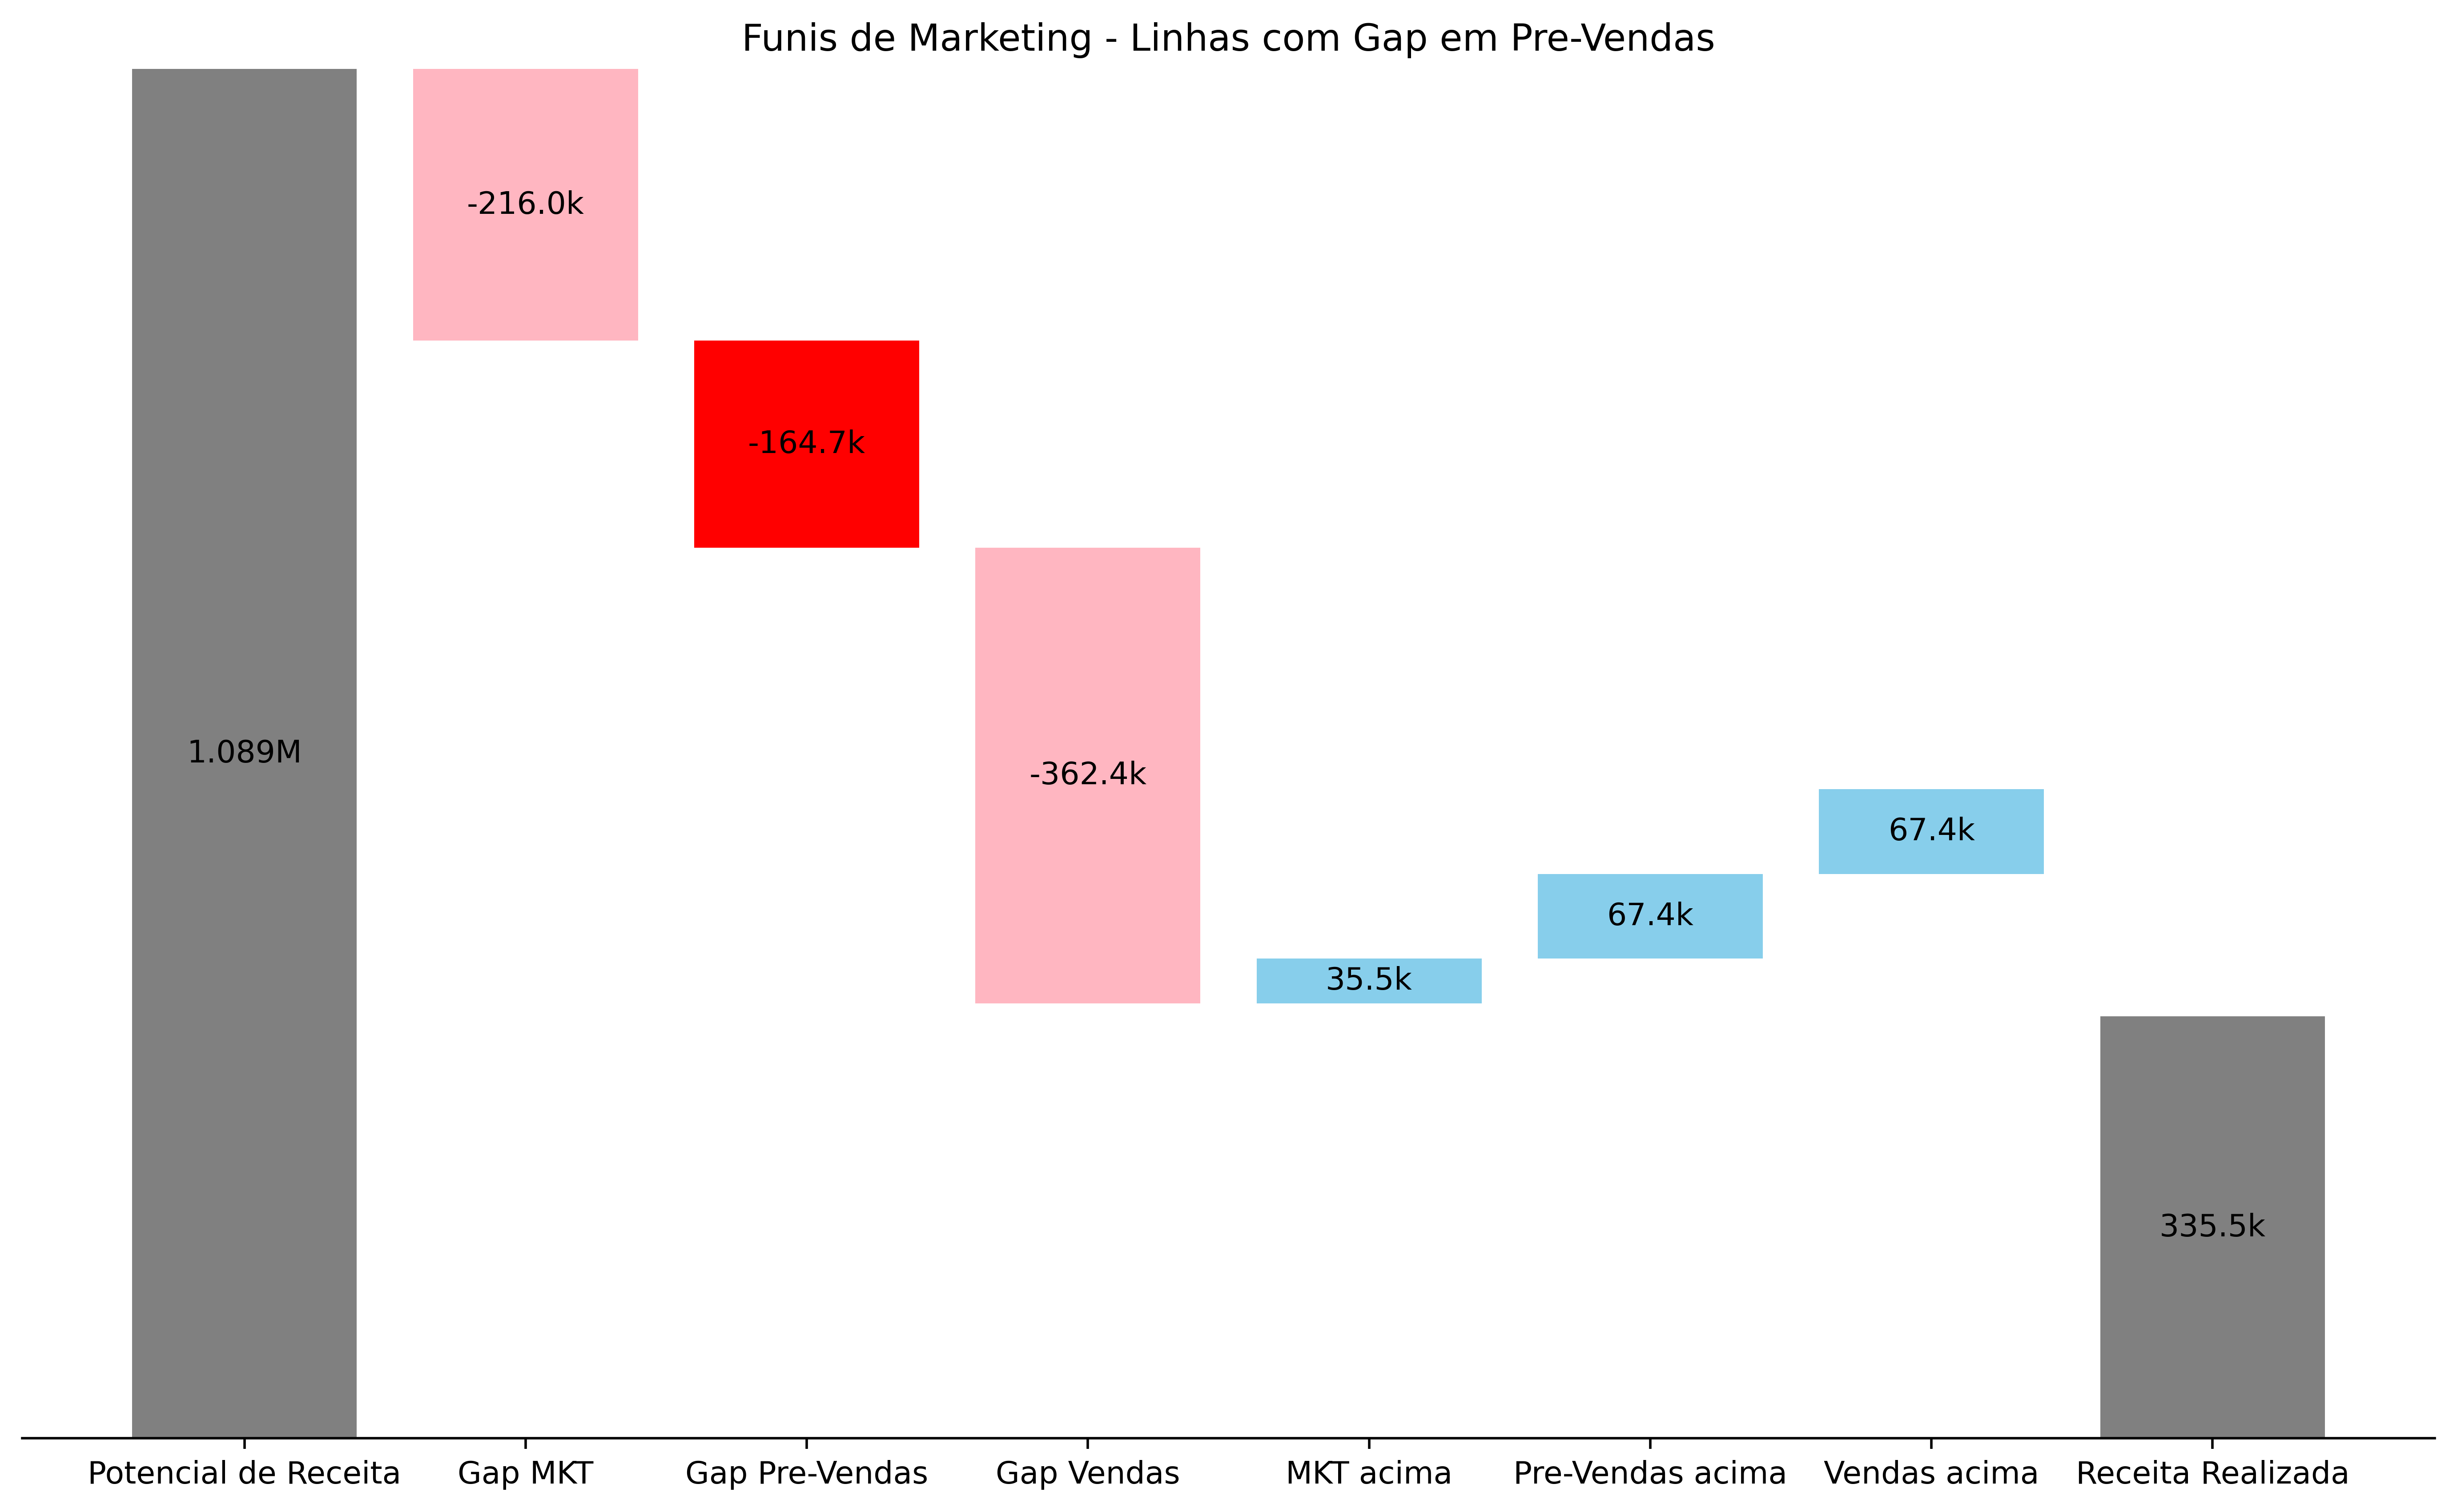 Funis de Marketing - Linhas com Gap em Pre-Vendas
-216.0k
-164.7k
1.089M
-362.4k
67.4k
67.4k
35.5k
335.5k
Potencial de Receita
Gap MKT
Gap Pre-Vendas
Gap Vendas
MKT acima
Pre-Vendas acima
Vendas acima
Receita Realizada